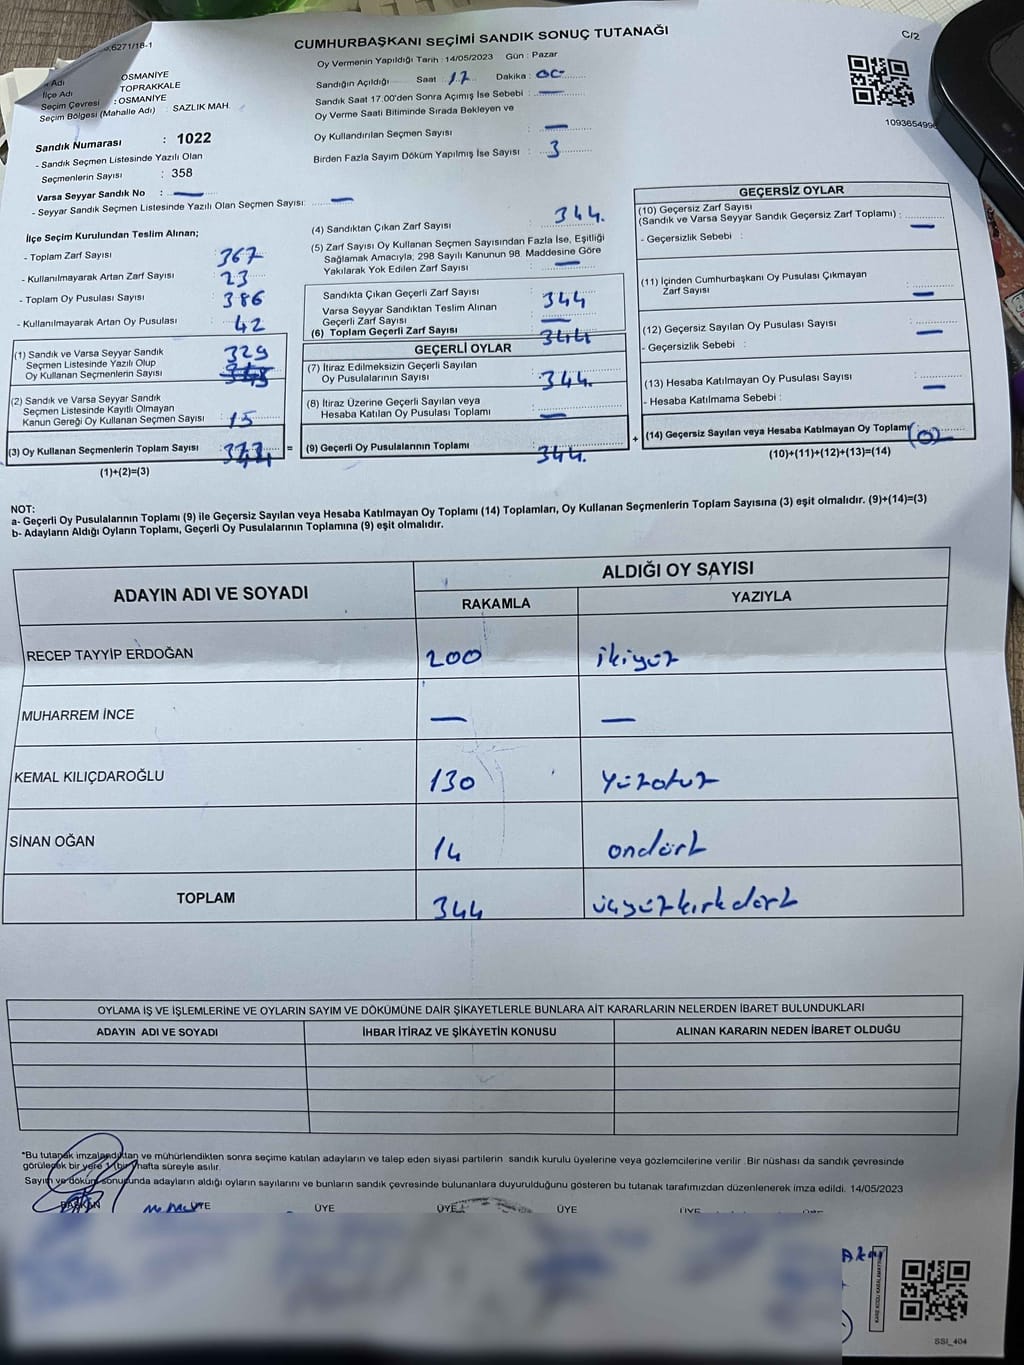 6271/18-1
CUMHURBAŞKANI SEÇİMİ SANDIK SONUÇ TUTANAĞI
C/2
Adı OSMANİYE
İlçe Adı TOPRAKKALE
Seçim Çevresi : OSMANİYE
Seçim Bölgesi (Mahalle Adı) : SAZLIK MAH.
Oy Vermenin Yapıldığı Tarih : 14/05/2023 Gün : Pazar
Sandığın Açıldığı Saat : 17 Dakika : 00
Sandık Saat 17.00'den Sonra Açımış İse Sebebi : —
Oy Verme Saati Bitiminde Sırada Bekleyen ve
Oy Kullandırılan Seçmen Sayısı —
Birden Fazla Sayım Döküm Yapılmış İse Sayısı : 3
Sandık Numarası : 1022
- Sandık Seçmen Listesinde Yazılı Olan
Seçmenlerin Sayısı : 358
Varsa Seyyar Sandık No : —
- Seyyar Sandık Seçmen Listesinde Yazılı Olan Seçmen Sayısı: —
İlçe Seçim Kurulundan Teslim Alınan;
- Toplam Zarf Sayısı 367
- Kullanılmayarak Artan Zarf Sayısı 23
- Toplam Oy Pusulası Sayısı 386
- Kullanılmayarak Artan Oy Pusulası 42
(1) Sandık ve Varsa Seyyar Sandık
Seçmen Listesinde Yazılı Olup
Oy Kullanan Seçmenlerin Sayısı 329
(2) Sandık ve Varsa Seyyar Sandık
Seçmen Listesinde Kayıtlı Olmayan
Kanun Gereği Oy Kullanan Seçmen Sayısı 15
(3) Oy Kullanan Seçmenlerin Toplam Sayısı =
(1)+(2)=(3)
(4) Sandıktan Çıkan Zarf Sayısı 344.
(5) Zarf Sayısı Oy Kullanan Seçmen Sayısından Fazla İse, Eşitliği
Sağlamak Amacıyla; 298 Sayılı Kanunun 98. Maddesine Göre
Yakılarak Yok Edilen Zarf Sayısı —
Sandıkta Çıkan Geçerli Zarf Sayısı 344
Varsa Seyyar Sandıktan Teslim Alınan
Geçerli Zarf Sayısı —
(6) Toplam Geçerli Zarf Sayısı 344
GEÇERLİ OYLAR
(7) İtiraz Edilmeksizin Geçerli Sayılan
Oy Pusulalarının Sayısı 344.
(8) İtiraz Üzerine Geçerli Sayılan veya
Hesaba Katılan Oy Pusulası Toplamı —
(9) Geçerli Oy Pusulalarının Toplamı 344. +
109365499
GEÇERSİZ OYLAR
(10) Geçersiz Zarf Sayısı
(Sandık ve Varsa Seyyar Sandık Geçersiz Zarf Toplamı) : —
- Geçersizlik Sebebi :
(11) İçinden Cumhurbaşkanı Oy Pusulası Çıkmayan
Zarf Sayısı —
(12) Geçersiz Sayılan Oy Pusulası Sayısı —
- Geçersizlik Sebebi :
(13) Hesaba Katılmayan Oy Pusulası Sayısı —
- Hesaba Katılmama Sebebi :
(14) Geçersiz Sayılan veya Hesaba Katılmayan Oy Toplamı (0)
(10)+(11)+(12)+(13)=(14)
NOT:
a- Geçerli Oy Pusulalarının Toplamı (9) ile Geçersiz Sayılan veya Hesaba Katılmayan Oy Toplamı (14) Toplamları, Oy Kullanan Seçmenlerin Toplam Sayısına (3) eşit olmalıdır. (9)+(14)=(3)
b- Adayların Aldığı Oyların Toplamı, Geçerli Oy Pusulalarının Toplamına (9) eşit olmalıdır.
ADAYIN ADI VE SOYADI ALDIĞI OY SAYISI
RAKAMLA YAZIYLA
RECEP TAYYİP ERDOĞAN 200 ikiyüz
MUHARREM İNCE — —
KEMAL KILIÇDAROĞLU 130 Yüzotuz
SİNAN OĞAN 14 ondört
TOPLAM 344 üçyüzkırkdört
OYLAMA İŞ VE İŞLEMLERİNE VE OYLARIN SAYIM VE DÖKÜMÜNE DAİR ŞİKAYETLERLE BUNLARA AİT KARARLARIN NELERDEN İBARET BULUNDUKLARI
ADAYIN ADI VE SOYADI İHBAR İTİRAZ VE ŞİKAYETİN KONUSU ALINAN KARARIN NEDEN İBARET OLDUĞU
*Bu tutanak imzalandıktan ve mühürlendikten sonra seçime katılan adayların ve talep eden siyasi partilerin sandık kurulu üyelerine veya gözlemcilerine verilir. Bir nüshası da sandık çevresinde
görülecek bir yere 1 (bir) hafta süreyle asılır.
Sayım ve döküm sonucunda adayların aldığı oyların sayılarını ve bunların sandık çevresinde bulunanlara duyurulduğunu gösteren bu tutanak tarafımızdan düzenlenerek imza edildi. 14/05/2023
BAŞKAN ÜYE ÜYE ÜYE ÜYE ÜYE
SSI_404